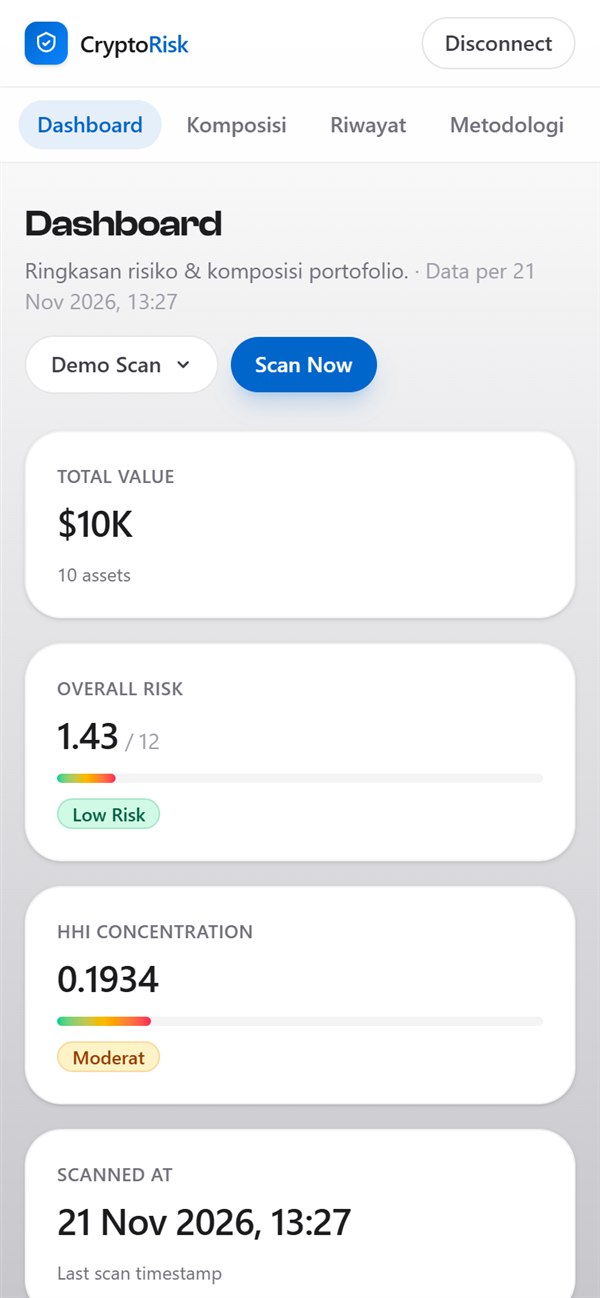 CryptoRisk
Disconnect
Dashboard
Komposisi
Riwayat
Metodologi
Dashboard
Ringkasan risiko & komposisi portofolio. · Data per 21
Nov 2026, 13:27
Demo Scan
Scan Now
TOTAL VALUE
$10K
10 assets
OVERALL RISK
1.43 / 12
Low Risk
HHI CONCENTRATION
0.1934
Moderat
SCANNED AT
21 Nov 2026, 13:27
Last scan timestamp